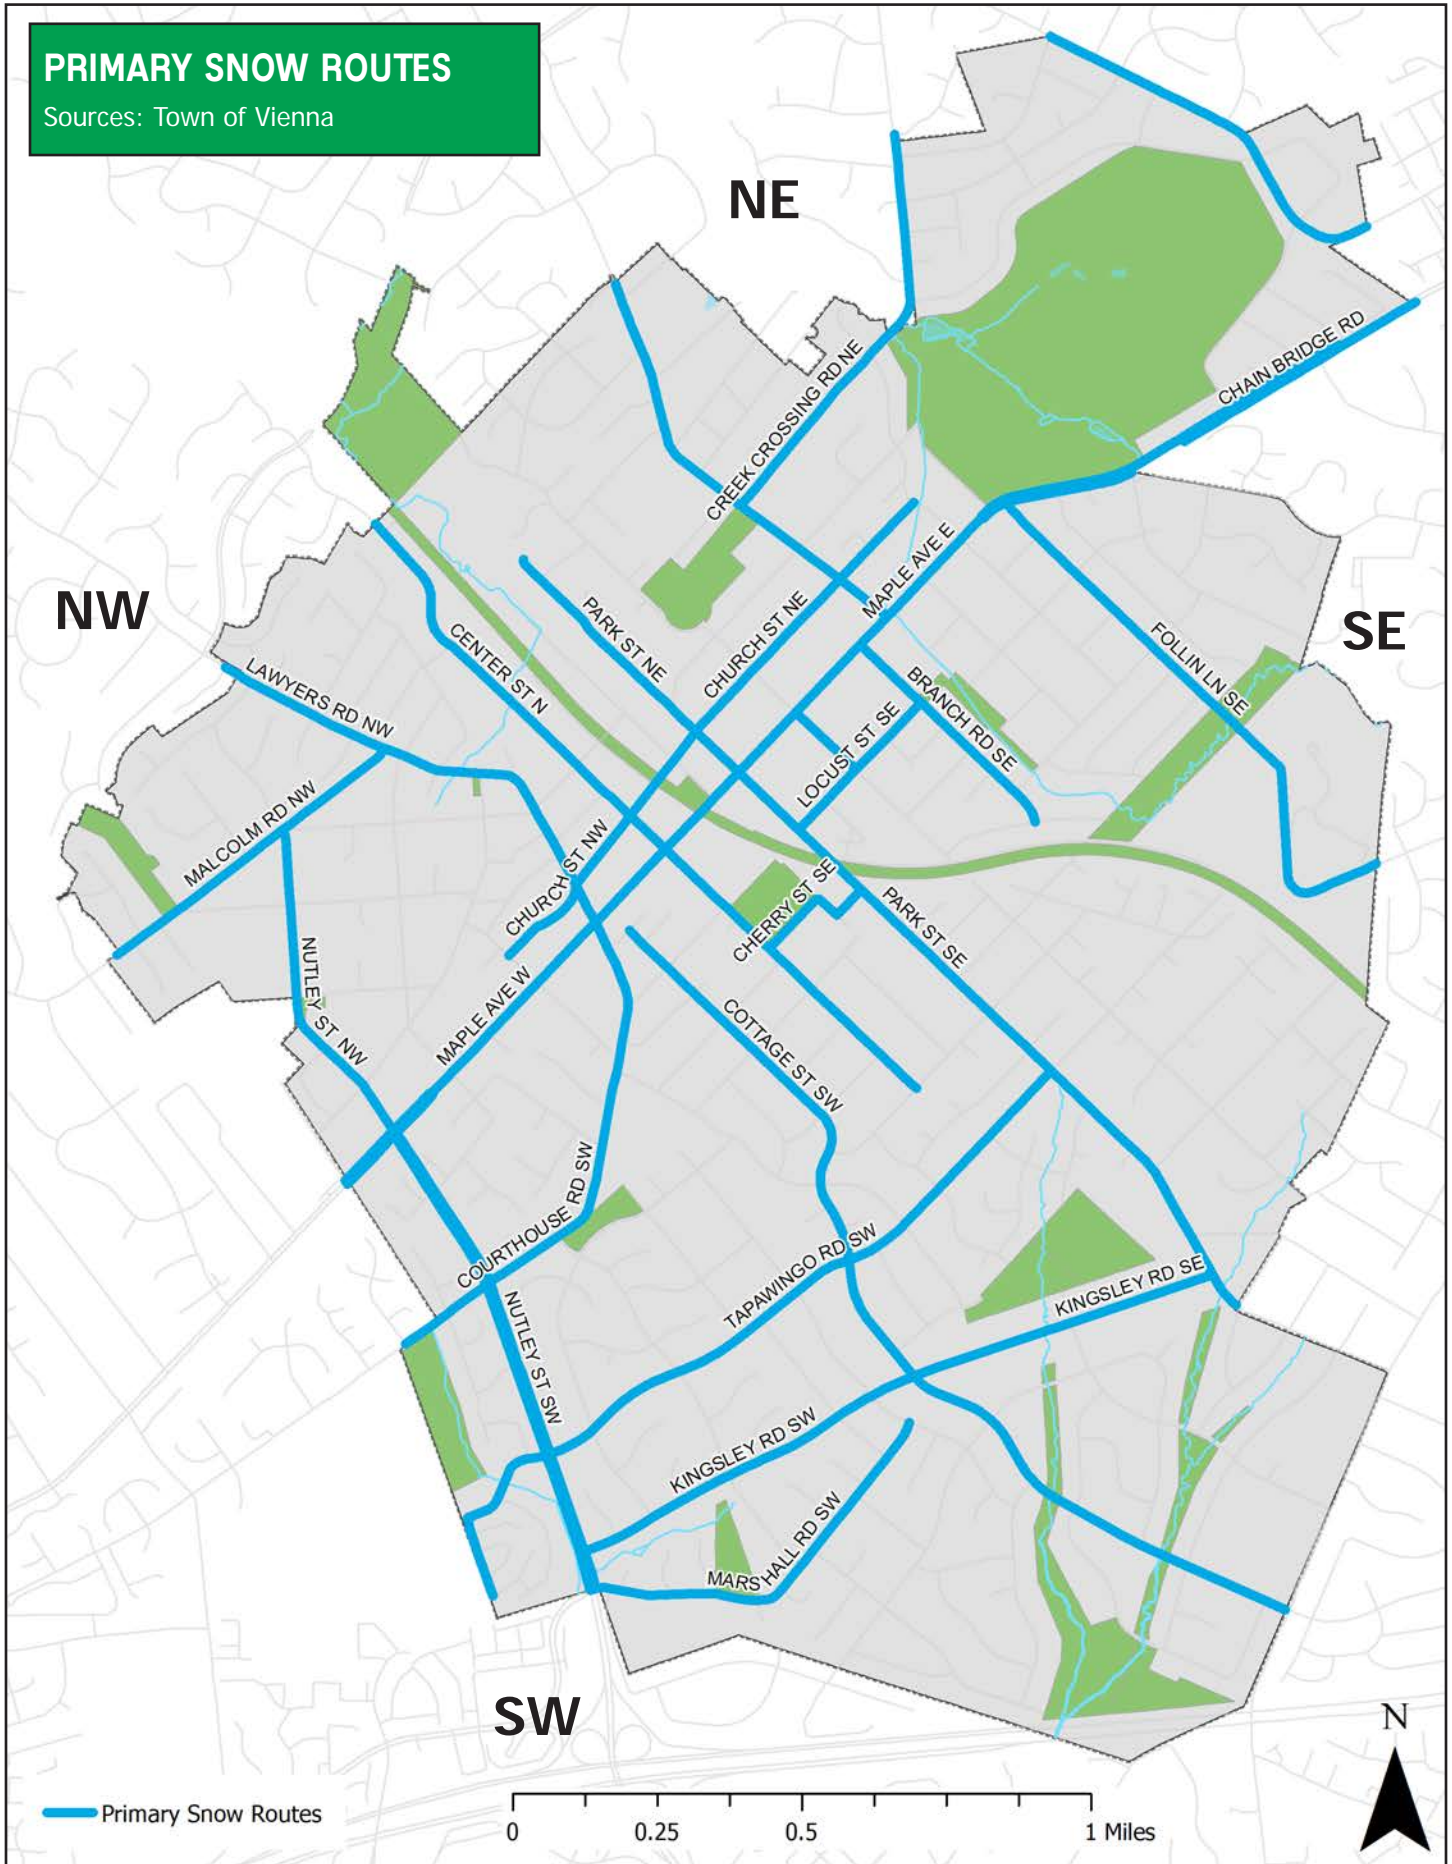 PRIMARY SNOW ROUTES
Sources: Town of Vienna
NE
CHAIN BRIDGE RD
CREEK CROSSING RD NE
NW
SE
MAPLE AVE E
PARK ST NE
CHURCH ST NE
CENTER ST N
FOLLIN LN SE
LAWYERS RD NW
BRANCH RD SE
LOCUST ST SE
MALCOLM RD NW
CHURCH ST NW
CHERRY ST SE
PARK ST SE
NUTLEY ST NW
MAPLE AVE W
COTTAGE ST SW
COURTHOUSE RD SW
TAPAWINGO RD SW
KINGSLEY RD SE
NUTLEY ST SW
KINGSLEY RD SW
MARSHALL RD SW
SW
N
Primary Snow Routes
0 0.25 0.5 1 Miles